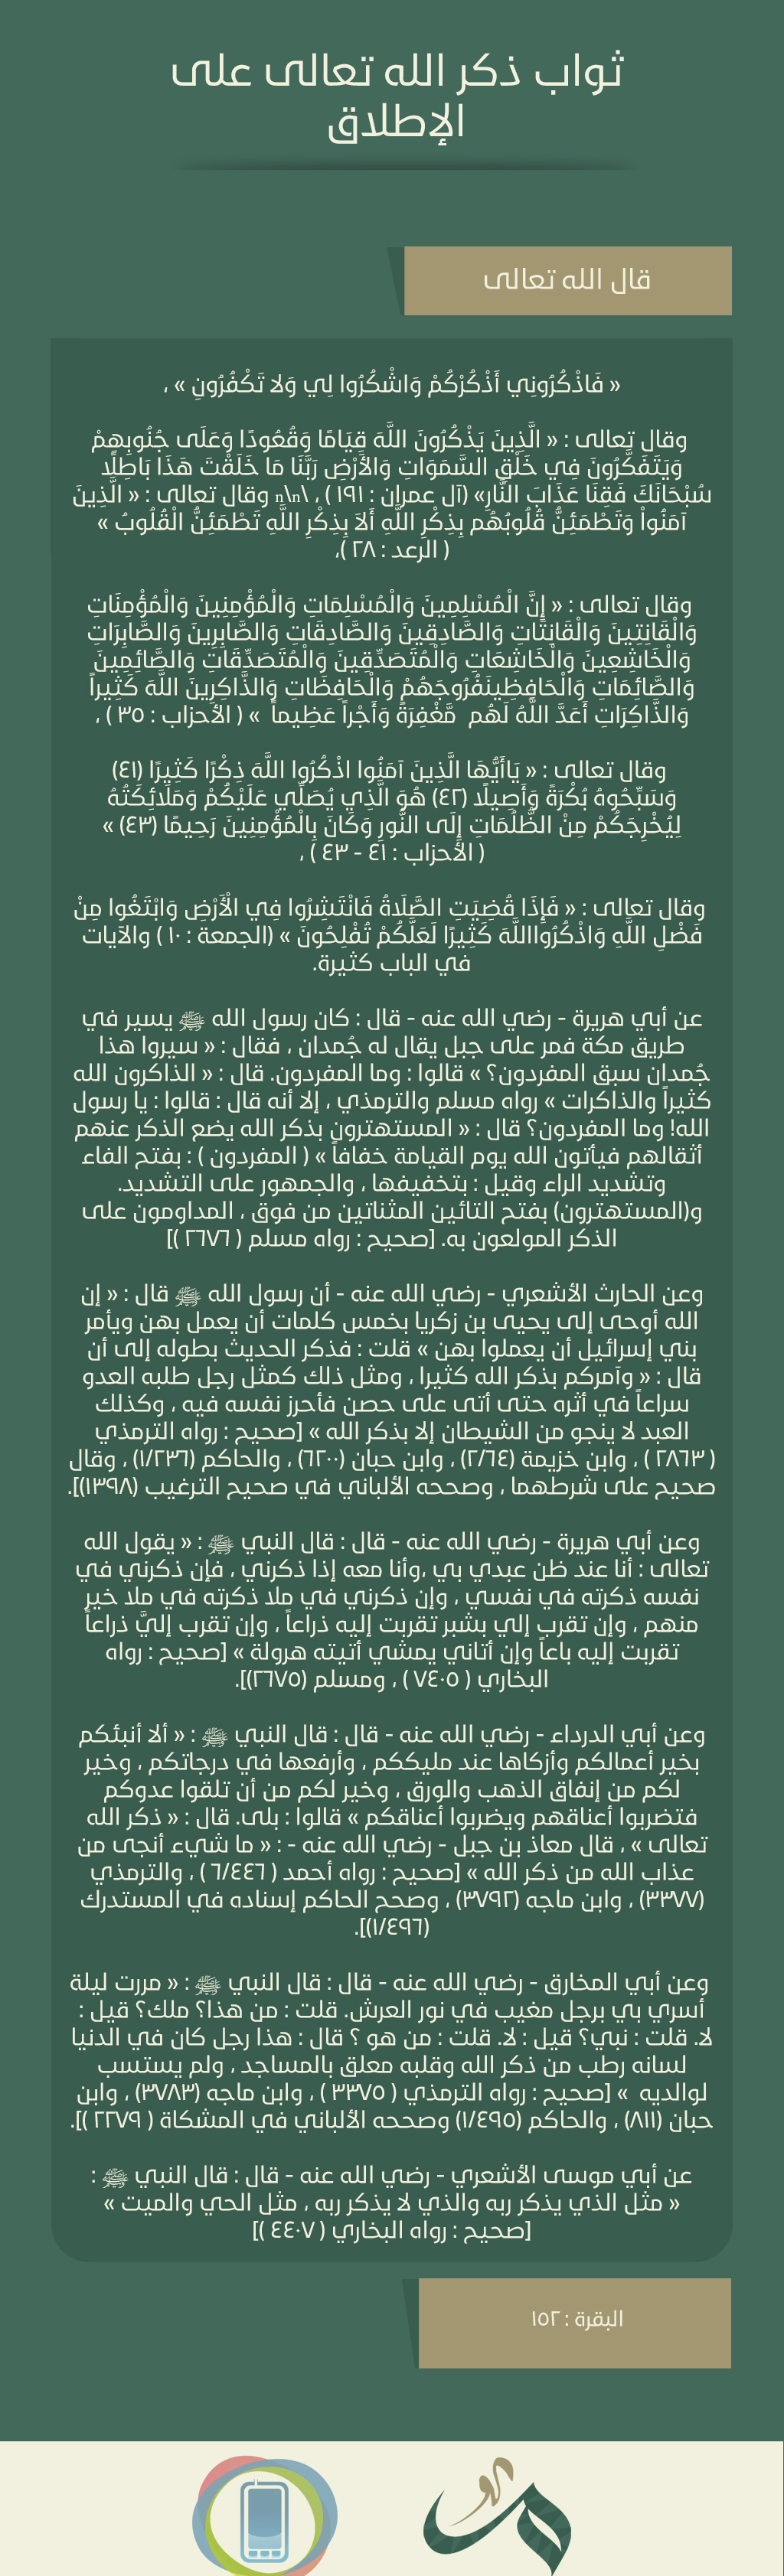 ثواب ذكر الله تعالى على
الإطلاق
قال الله تعالى
« فَاذْكُرُونِي أَذْكُرْكُمْ وَاشْكُرُوا لِي وَلا تَكْفُرُونِ » ،
وقال تعالى : « الَّذِينَ يَذْكُرُونَ اللَّهَ قِيَامًا وَقُعُودًا وَعَلَى جُنُوبِهِمْ
وَيَتَفَكَّرُونَ فِي خَلْقِ السَّمَوَاتِ وَالأَرْضِ رَبَّنَا مَا خَلَقْتَ هَذَا بَاطِلًا
سُبْحَانَكَ فَقِنَا عَذَابَ النَّارِ» (آل عمران : ١٩١ ) ، \n\n وقال تعالى : « الَّذِينَ
آمَنُواْ وَتَطْمَئِنُّ قُلُوبُهُم بِذِكْرِ اللَّهِ أَلاَ بِذِكْرِ اللَّهِ تَطْمَئِنُّ الْقُلُوبُ »
( الرعد : ٢٨ )،
وقال تعالى : « إِنَّ الْمُسْلِمِينَ وَالْمُسْلِمَاتِ وَالْمُؤْمِنِينَ وَالْمُؤْمِنَاتِ
وَالْقَانِتِينَ وَالْقَانِتَاتِ وَالصَّادِقِينَ وَالصَّادِقَاتِ وَالصَّابِرِينَ وَالصَّابِرَاتِ
وَالْخَاشِعِينَ وَالْخَاشِعَاتِ وَالْمُتَصَدِّقِينَ وَالْمُتَصَدِّقَاتِ وَالصَّائِمِينَ
وَالصَّائِمَاتِ وَالْحَافِظِينَفُرُوجَهُمْ وَالْحَافِظَاتِ وَالذَّاكِرِينَ اللَّهَ كَثِيراً
وَالذَّاكِرَاتِ أَعَدَّ اللَّهُ لَهُم مَّغْفِرَةً وَأَجْراً عَظِيماً » ( الأحزاب : ٣٥ ) ،
وقال تعالى : « يَاأَيُّهَا الَّذِينَ آمَنُوا اذْكُرُوا اللَّهَ ذِكْرًا كَثِيرًا (٤١)
وَسَبِّحُوهُ بُكْرَةً وَأَصِيلًا (٤٢) هُوَ الَّذِي يُصَلِّي عَلَيْكُمْ وَمَلَائِكَتُهُ
لِيُخْرِجَكُمْ مِنْ الظُّلُمَاتِ إِلَى النُّورِ وَكَانَ بِالْمُؤْمِنِينَ رَحِيمًا (٤٣) »
( الأحزاب : ٤١ - ٤٣ ) ،
وقال تعالى : « فَإِذَا قُضِيَتِ الصَّلَاةُ فَانْتَشِرُوا فِي الْأَرْضِ وَابْتَغُوا مِنْ
فَضْلِ اللَّهِ وَاذْكُرُوااللَّهَ كَثِيرًا لَعَلَّكُمْ تُفْلِحُونَ » (الجمعة : ١٠ ) والآيات
في الباب كثيرة.
عن أبي هريرة - رضي الله عنه - قال : كان رسول الله ﷺ يسير في
طريق مكة فمر على جبل يقال له جُمدان ، فقال : « سيروا هذا
جُمدان سبق المفردون؟ » قالوا : وما المفردون. قال : « الذاكرون الله
كثيراً والذاكرات » رواه مسلم والترمذي ، إلا أنه قال : قالوا : يا رسول
الله! وما المفردون؟ قال : « المستهترون بذكر الله يضع الذكر عنهم
أثقالهم فيأتون الله يوم القيامة خفافاً » ( المفردون ) : بفتح الفاء
وتشديد الراء وقيل : بتخفيفها ، والجمهور على التشديد.
و(المستهترون) بفتح التائين المثناتين من فوق ، المداومون على
الذكر المولعون به. [صحيح : رواه مسلم ( ٢٦٧٦ )]
وعن الحارث الأشعري - رضي الله عنه - أن رسول الله ﷺ قال : « إن
الله أوحى إلى يحيى بن زكريا بخمس كلمات أن يعمل بهن ويأمر
بني إسرائيل أن يعملوا بهن » قلت : فذكر الحديث بطوله إلى أن
قال : « وآمركم بذكر الله كثيرا ، ومثل ذلك كمثل رجل طلبه العدو
سراعاً في أثره حتى أتى على حصن فأحرز نفسه فيه ، وكذلك
العبد لا ينجو من الشيطان إلا بذكر الله » [صحيح : رواه الترمذي
( ٢٨٦٣ ) ، وابن خزيمة (٢/٦٤) ، وابن حبان (٦٢٠٠) ، والحاكم (١/٢٣٦) ، وقال
صحيح على شرطهما ، وصححه الألباني في صحيح الترغيب (١٣٩٨)].
وعن أبي هريرة - رضي الله عنه - قال : قال النبي ﷺ : « يقول الله
تعالى : أنا عند ظن عبدي بي ،وأنا معه إذا ذكرني ، فإن ذكرني في
نفسه ذكرته في نفسي ، وإن ذكرني في ملا ذكرته في ملا خير
منهم ، وإن تقرب إلي بشبر تقربت إليه ذراعاً ، وإن تقرب إليَّ ذراعاً
تقربت إليه باعاً وإن أتاني يمشي أتيته هرولة » [صحيح : رواه
البخاري ( ٧٤٠٥ ) ، ومسلم (٢٦٧٥)].
وعن أبي الدرداء - رضي الله عنه - قال : قال النبي ﷺ : « ألا أنبئكم
بخير أعمالكم وأزكاها عند مليككم ، وأرفعها في درجاتكم ، وخير
لكم من إنفاق الذهب والورق ، وخير لكم من أن تلقوا عدوكم
فتضربوا أعناقهم ويضربوا أعناقكم » قالوا : بلى. قال : « ذكر الله
تعالى » ، قال معاذ بن جبل - رضي الله عنه - : « ما شيء أنجى من
عذاب الله من ذكر الله » [صحيح : رواه أحمد ( ٦/٤٤٦ ) ، والترمذي
(٣٣٧٧) ، وابن ماجه (٣٧٩٢) ، وصحح الحاكم إسناده في المستدرك
(١/٤٩٦)].
وعن أبي المخارق - رضي الله عنه - قال : قال النبي ﷺ : « مررت ليلة
أسري بي برجل مغيب في نور العرش. قلت : من هذا؟ ملك؟ قيل :
لا. قلت : نبي؟ قيل : لا. قلت : من هو ؟ قال : هذا رجل كان في الدنيا
لسانه رطب من ذكر الله وقلبه معلق بالمساجد ، ولم يستسب
لوالديه » [صحيح : رواه الترمذي ( ٣٣٧٥ ) ، وابن ماجه (٣٧٨٣) ، وابن
حبان (٨١١) ، والحاكم (١/٤٩٥) وصححه الألباني في المشكاة ( ٢٢٧٩ )].
عن أبي موسى الأشعري - رضي الله عنه - قال : قال النبي ﷺ :
« مثل الذي يذكر ربه والذي لا يذكر ربه ، مثل الحي والميت »
[صحيح : رواه البخاري ( ٤٤٠٧ )]
البقرة : ١٥٢